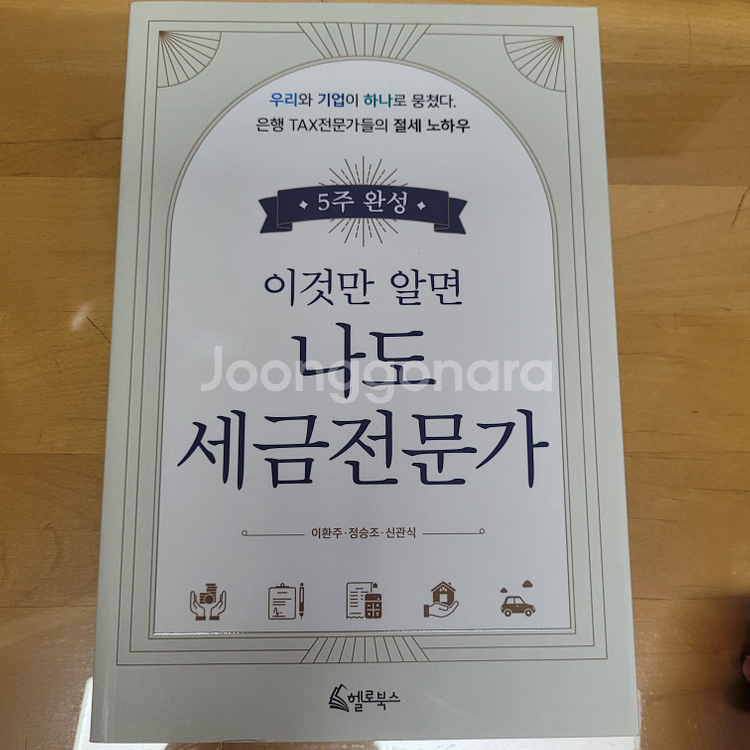 우리와 기업이 하나로 뭉쳤다.
은행 TAX전문가들의 절세 노하우
5주 완성
이것만 알면
나도
Joonggonara
세금전문가
이환주·정승조·신관식
헬로북스